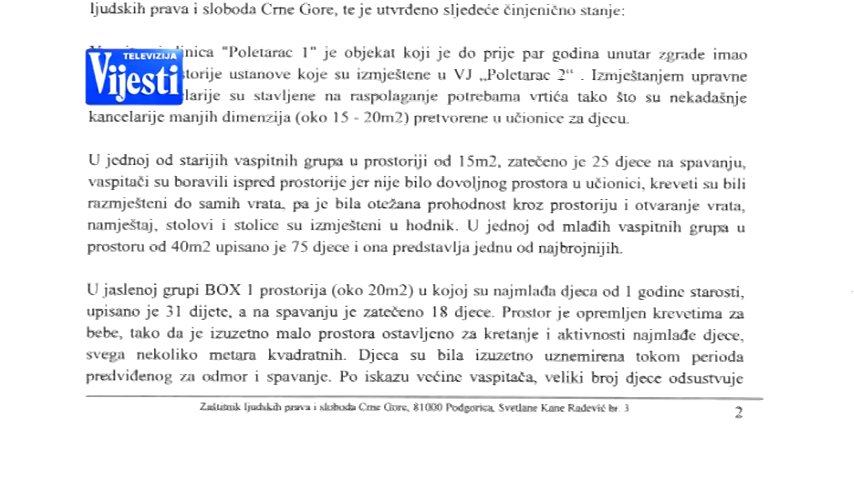 ljudskih prava i sloboda Crne Gore, te je utvrđeno sljedeće činjenično stanje:
"Poletarac 1" je objekat koji je do prije par godina unutar zgrade imao
ustanove koje su izmještene u VJ „Poletarac 2“ . Izmještanjem upravne
su stavljene na raspolaganje potrebama vrtića tako što su nekadašnje
kancelarije manjih dimenzija (oko 15 - 20m2) pretvorene u učionice za djecu.
TELEVIZIJA
Vijesti
U jednoj od starijih vaspitnih grupa u prostoriji od 15m2, zatečeno je 25 djece na spavanju,
vaspitači su boravili ispred prostorije jer nije bilo dovoljnog prostora u učionici, kreveti su bili
razmješteni do samih vrata, pa je bila otežana prohodnost kroz prostoriju i otvaranje vrata,
namještaj, stolovi i stolice su izmješteni u hodnik. U jednoj od mlađih vaspitnih grupa u
prostoru od 40m2 upisano je 75 djece i ona predstavlja jednu od najbrojnijih.
U jaslenoj grupi BOX 1 prostorija (oko 20m2) u kojoj su najmlađa djeca od 1 godine starosti,
upisano je 31 dijete, a na spavanju je zatečeno 18 djece. Prostor je opremljen krevetima za
bebe, tako da je izuzetno malo prostora ostavljeno za kretanje i aktivnosti najmlađe djece,
svega nekoliko metara kvadratnih. Djeca su bila izuzetno uznemirena tokom perioda
predviđenog za odmor i spavanje. Po iskazu većine vaspitača, veliki broj djece odsustvuje
Zaštitnik ljudskih prava i sloboda Crne Gore, 81000 Podgorica, Svetlane Kane Radević br. 3
2